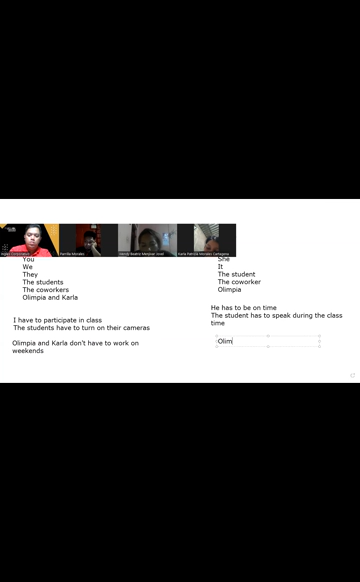 You
We
They
The students
The coworkers
Olimpia and Karla
I have to participate in class
The students have to turn on their cameras
Olimpia and Karla don't have to work on
weekends
She
It
The student
The coworker
Olimpia
He has to be on time
The student has to speak during the class
time
Olim